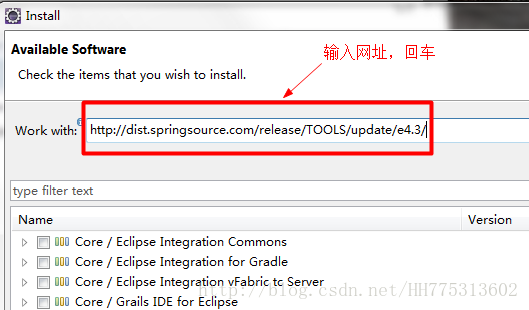 Install
Available Software
Check the items that you wish to install.
输入网址，回车
Work with: http://dist.springsource.com/release/TOOLS/update/e4.3/
type filter text
Name Version
Core / Eclipse Integration Commons
Core / Eclipse Integration for Gradle
Core / Eclipse Integration vFabric tc Server
Core / Grails IDE for Eclipse
http://blog.csdn.net/HH775313602